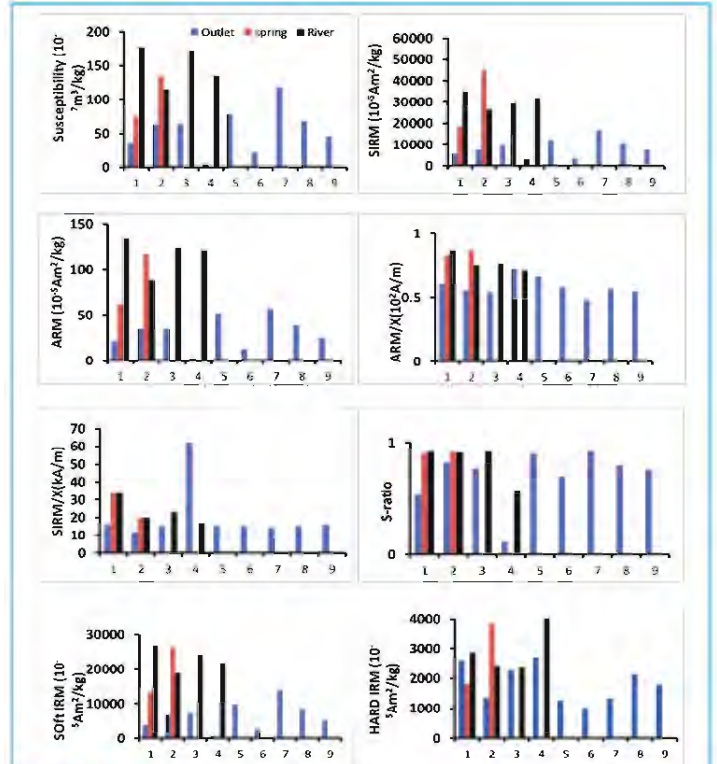 Susceptibility (10⁻
⁷m³/kg)
200
150
100
50
0
Outlet spring River
1 2 3 4 5 6 7 8 9
SIRM (10⁻⁵Am²/kg)
60000
50000
40000
30000
20000
10000
0
1 2 3 4 5 6 7 8 9
ARM (10⁻⁵Am²/kg)
150
100
50
0
1 2 3 4 5 6 7 8 9
ARM/X(10²A/m)
1
0.5
0
1 2 3 4 5 6 7 8 9
SIRM/X(kA/m)
70
60
50
40
30
20
10
0
1 2 3 4 5 6 7 8 9
S-ratio
1
0
1 2 3 4 5 6 7 8 9
SOft IRM (10⁻
⁵Am²/kg)
30000
20000
10000
0
1 2 3 4 5 6 7 8 9
HARD IRM (10⁻
⁵Am²/kg)
4000
3000
2000
1000
0
1 2 3 4 5 6 7 8 9